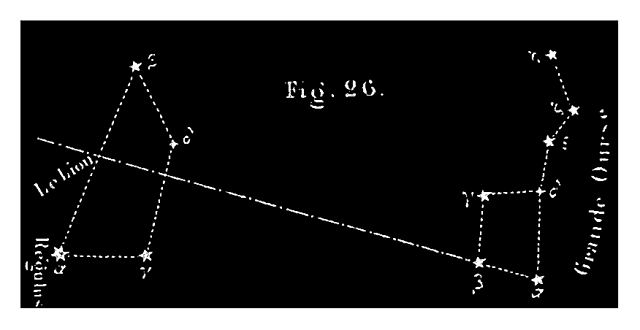 Fig. 26.
Le Lion
Régulus
α
γ
δ
Grande Ourse
γ
δ
β
α
ε